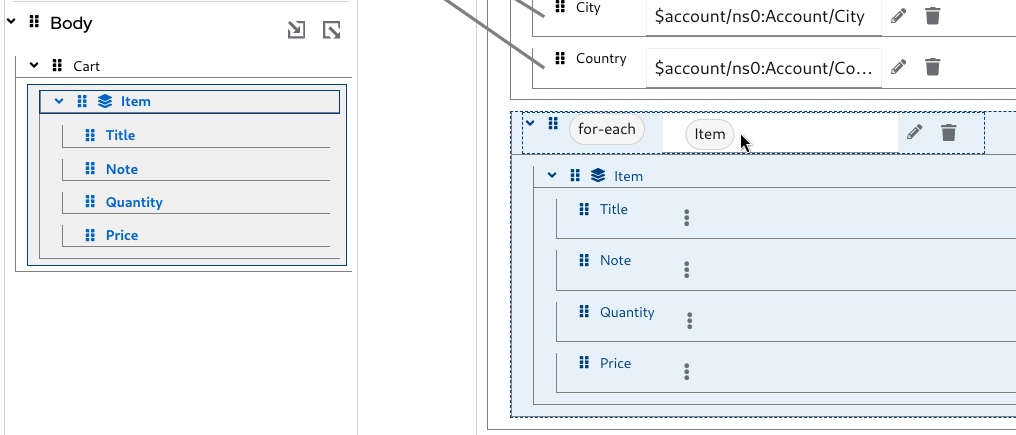 Body
Cart
Item
Title
Note
Quantity
Price
City
$account/ns0:Account/City
Country
$account/ns0:Account/Co...
for-each
Item
Item
Title
Note
Quantity
Price